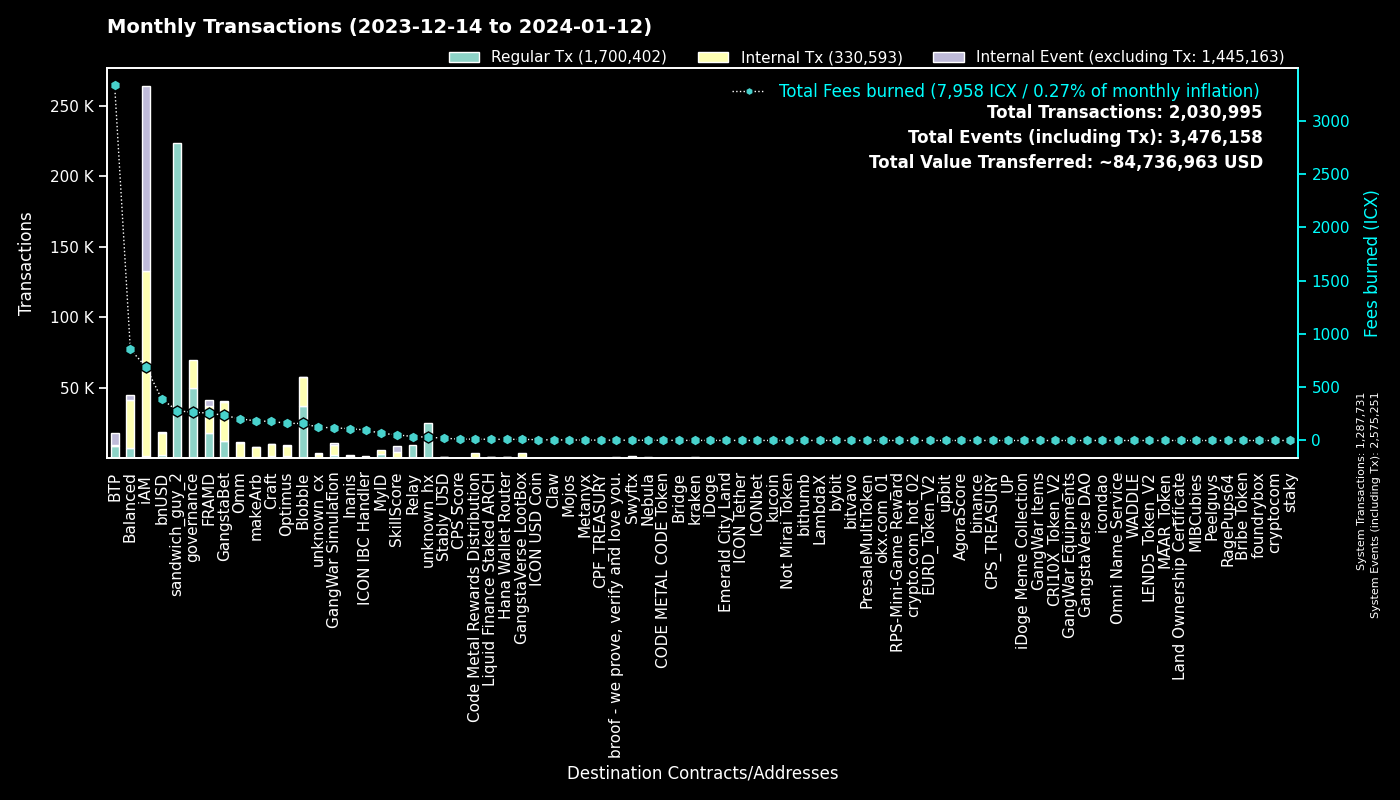 Monthly Transactions (2023-12-14 to 2024-01-12)
Regular Tx (1,700,402)
Internal Tx (330,593)
Internal Event (excluding Tx: 1,445,163)
Total Fees burned (7,958 ICX / 0.27% of monthly inflation)
Total Transactions: 2,030,995
Total Events (including Tx): 3,476,158
Total Value Transferred: ~84,736,963 USD
Transactions
250 K
200 K
150 K
100 K
50 K
3000
2500
2000
1500
1000
500
0
Fees burned (ICX)
System Transactions: 1,287,731
System Events (including Tx): 2,575,251
BTP
Balanced
iAM
bnUSD
sandwich_guy_2
governance
FRAMD
GangstaBet
Omm
makeArb
Craft
Optimus
Blobble
unknown_cx
GangWar Simulation
Inanis
ICON IBC Handler
MyID
SkillScore
Relay
unknown_hx
Stably_USD
CPS Score
Code Metal Rewards Distribution
Liquid Finance Staked ARCH
Hana Wallet Router
GangstaVerse LootBox
ICON USD Coin
Claw
Mojos
Metanyx
CPF_TREASURY
broof - we prove, verify and love you.
Swyftx
Nebula
CODE METAL CODE Token
Bridge
kraken
iDoge
Emerald City Land
ICON Tether
ICONbet
kucoin
Not Mirai Token
bithumb
LambdaX
bybit
bitvavo
PresaleMultiToken
okx.com_01
RPS-Mini-Game Reward
crypto.com_hot_02
EURD_Token_V2
upbit
AgoraScore
binance
CPS_TREASURY
UP
iDoge Meme Collection
GangWar Items
CRI10X_Token_V2
GangWar Equipments
GangstaVerse DAO
icondao
Omni Name Service
WADDLE
LEND5_Token_V2
MAAR_Token
Land Ownership Certificate
MIBCubies
Peelguys
RagePups64
Bribe Token
foundrybox
cryptocom
staky
Destination Contracts/Addresses